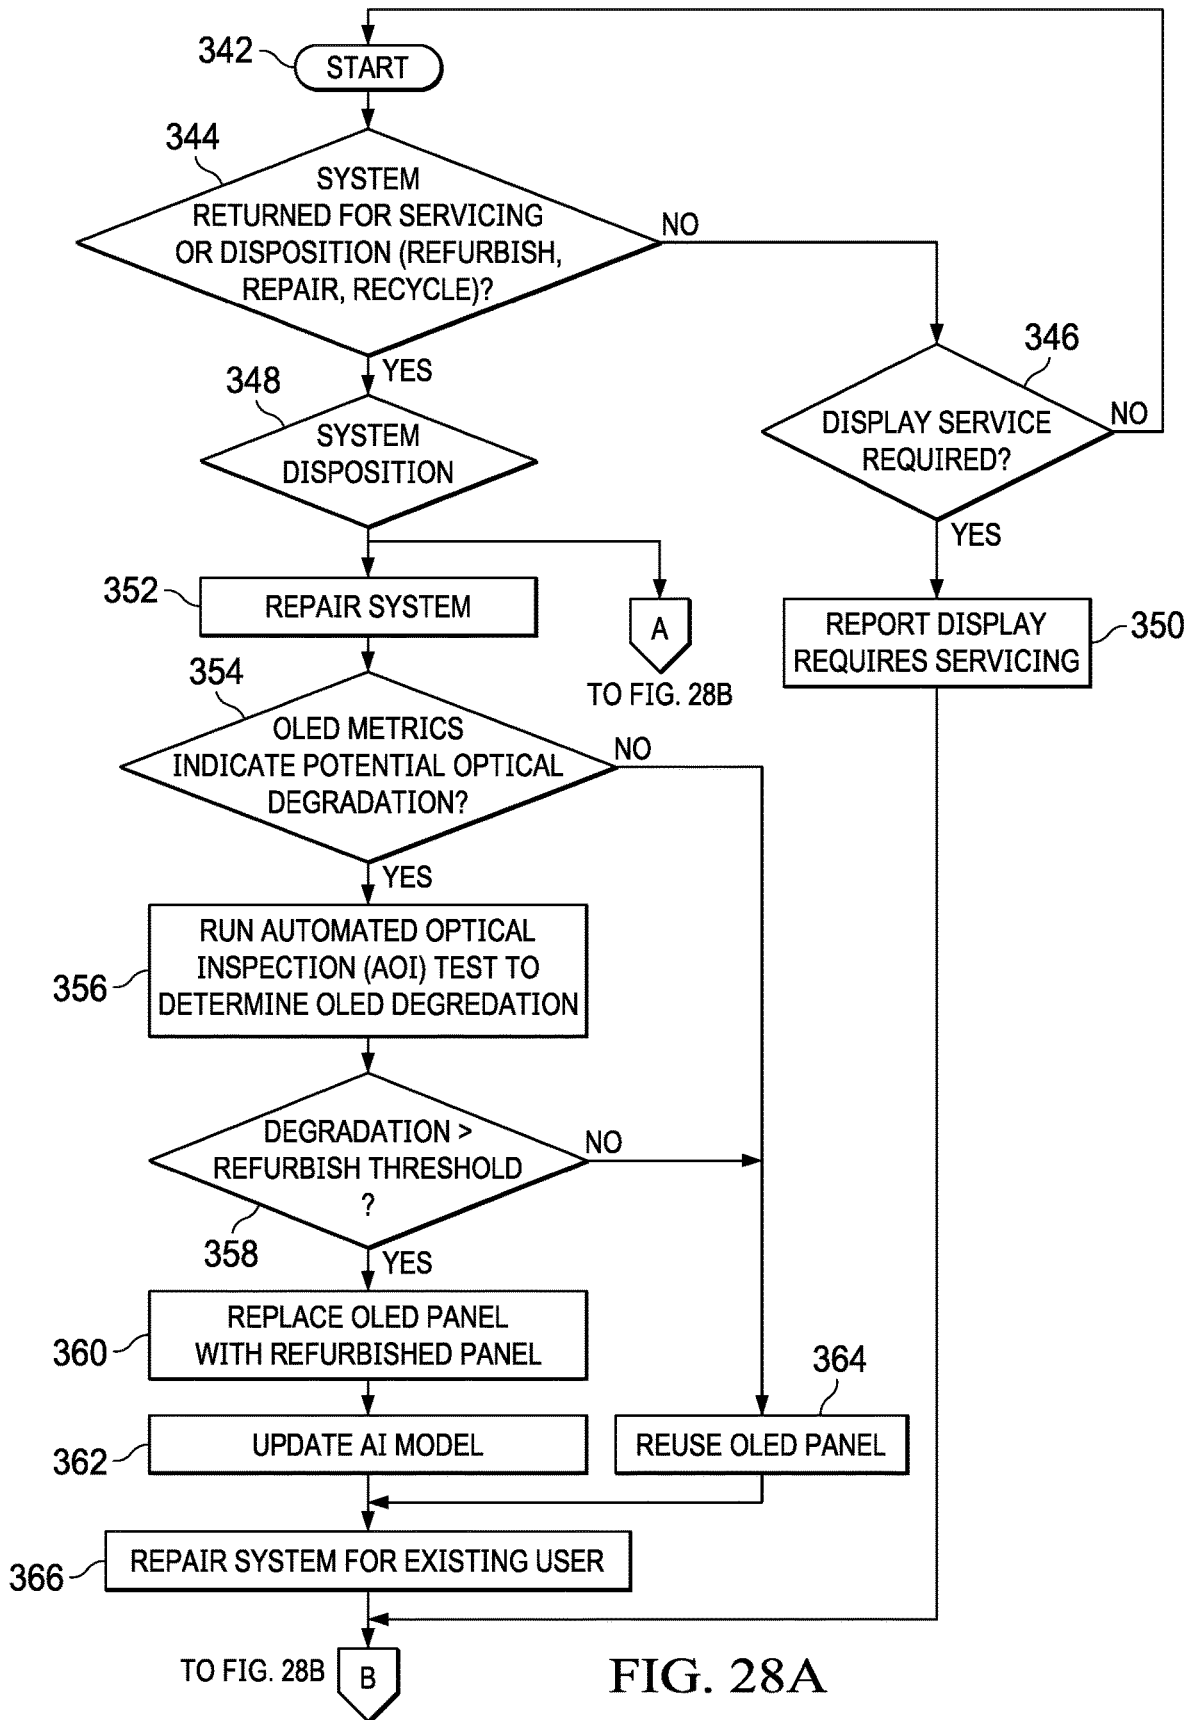 342
START
344
SYSTEM
RETURNED FOR SERVICING
OR DISPOSITION (REFURBISH,
REPAIR, RECYCLE)?
NO
YES
346
DISPLAY SERVICE
REQUIRED?
NO
YES
348
SYSTEM
DISPOSITION
352
REPAIR SYSTEM
A
TO FIG. 28B
REPORT DISPLAY
REQUIRES SERVICING
350
354
OLED METRICS
INDICATE POTENTIAL OPTICAL
DEGRADATION?
NO
YES
356
RUN AUTOMATED OPTICAL
INSPECTION (AOI) TEST TO
DETERMINE OLED DEGREDATION
DEGRADATION >
REFURBISH THRESHOLD
?
NO
358
YES
360
REPLACE OLED PANEL
WITH REFURBISHED PANEL
362
UPDATE AI MODEL
364
REUSE OLED PANEL
366
REPAIR SYSTEM FOR EXISTING USER
TO FIG. 28B
B
FIG. 28A